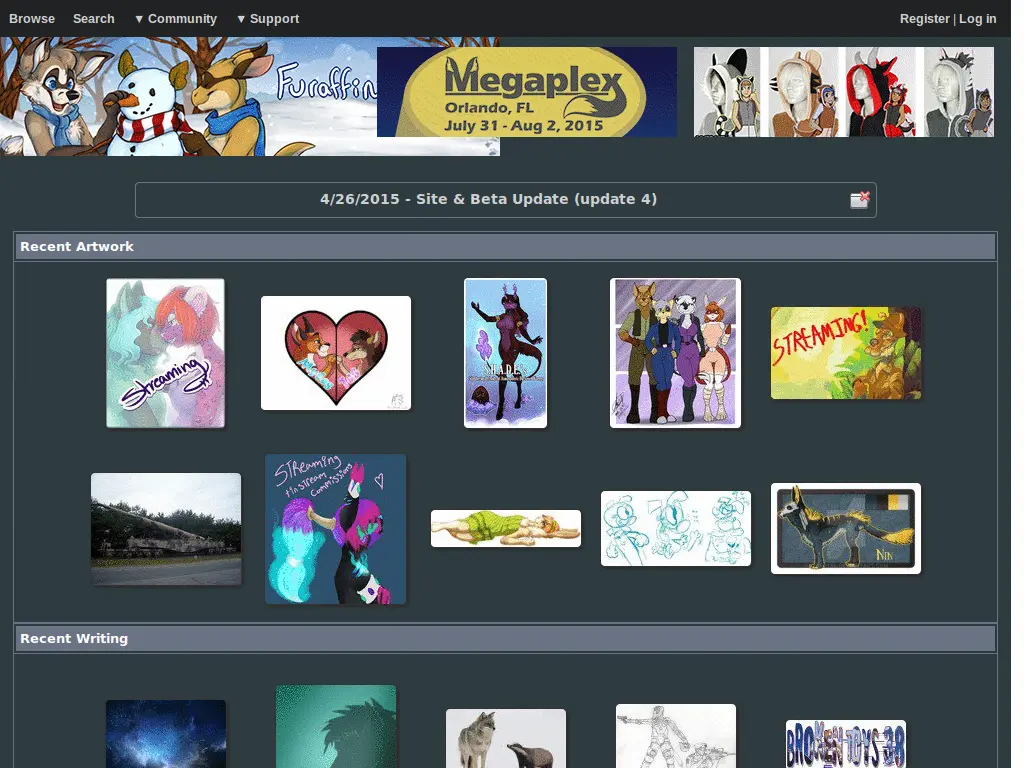 Browse Search ▼ Community ▼ Support Register | Log in
Furaffin
Megaplex
Orlando, FL
July 31 - Aug 2, 2015
4/26/2015 - Site & Beta Update (update 4)
Recent Artwork
Streaming
SHADES
STREAMING!
STREAMING
commissions
NIN
Recent Writing
BROKEN TOYS 38